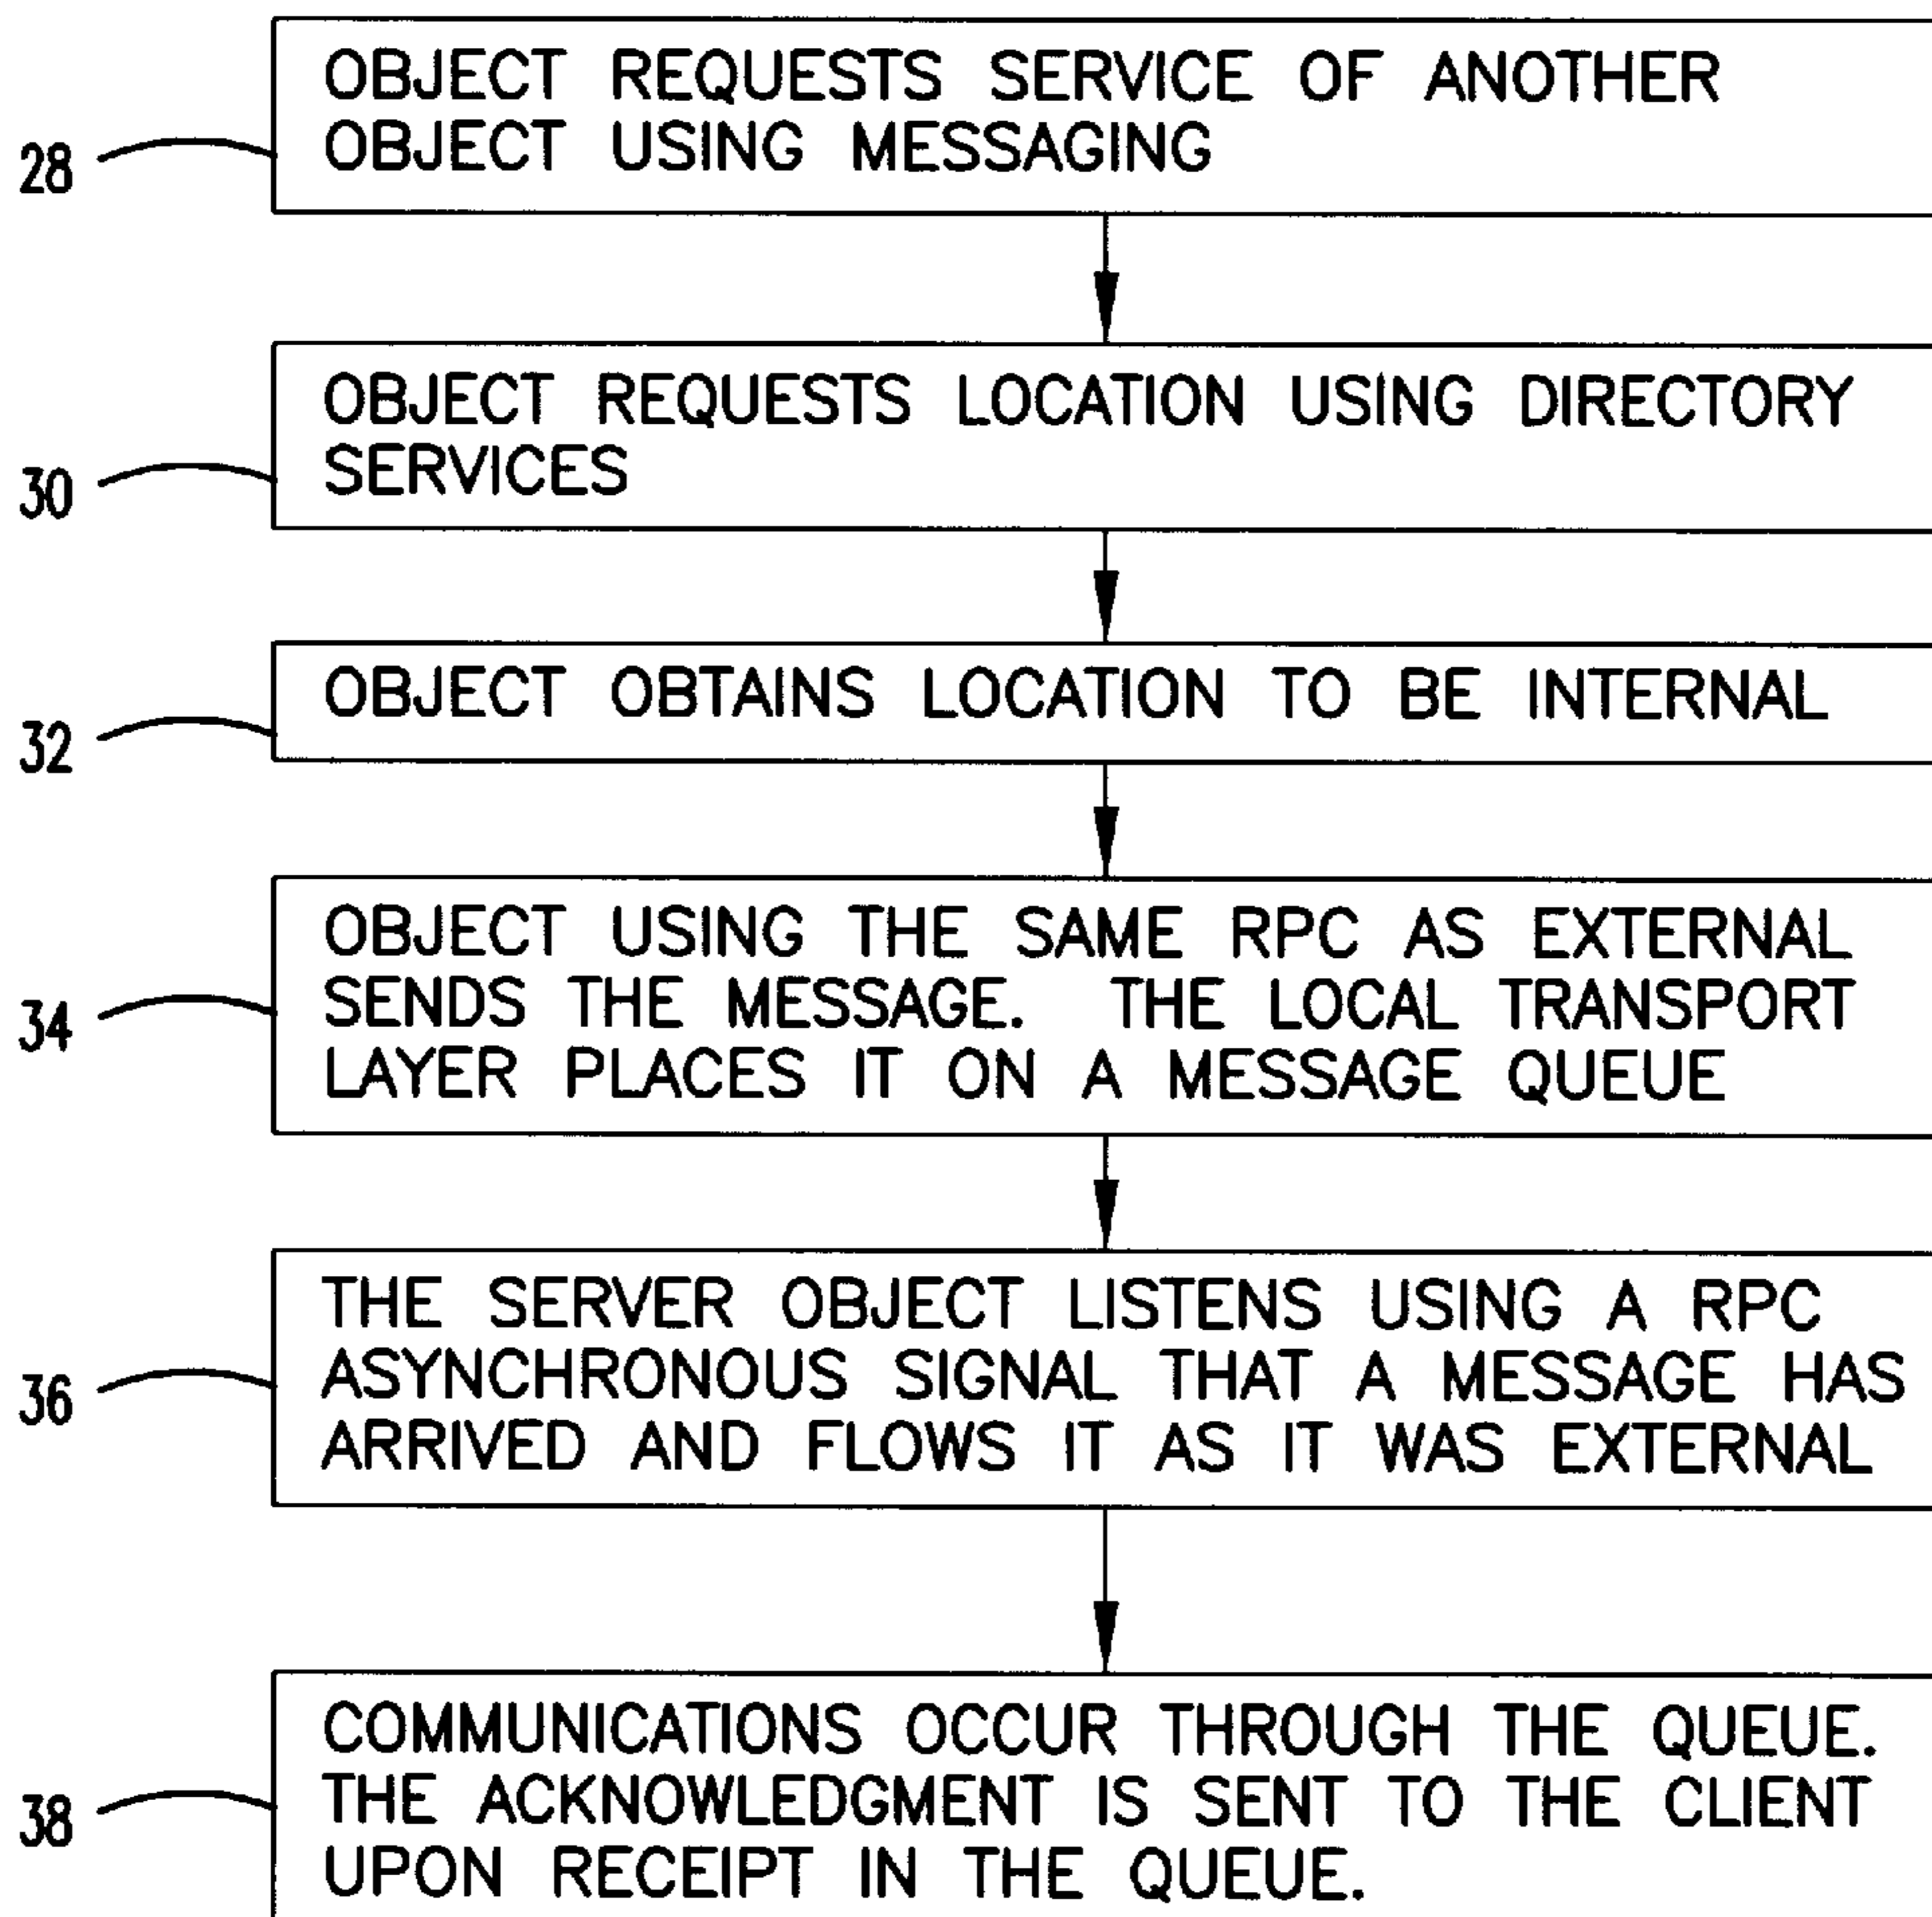 OBJECT REQUESTS SERVICE OF ANOTHER
OBJECT USING MESSAGING
28
OBJECT REQUESTS LOCATION USING DIRECTORY
SERVICES
30
OBJECT OBTAINS LOCATION TO BE INTERNAL
32
OBJECT USING THE SAME RPC AS EXTERNAL
SENDS THE MESSAGE. THE LOCAL TRANSPORT
LAYER PLACES IT ON A MESSAGE QUEUE
34
THE SERVER OBJECT LISTENS USING A RPC
ASYNCHRONOUS SIGNAL THAT A MESSAGE HAS
ARRIVED AND FLOWS IT AS IT WAS EXTERNAL
36
COMMUNICATIONS OCCUR THROUGH THE QUEUE.
THE ACKNOWLEDGMENT IS SENT TO THE CLIENT
UPON RECEIPT IN THE QUEUE.
38